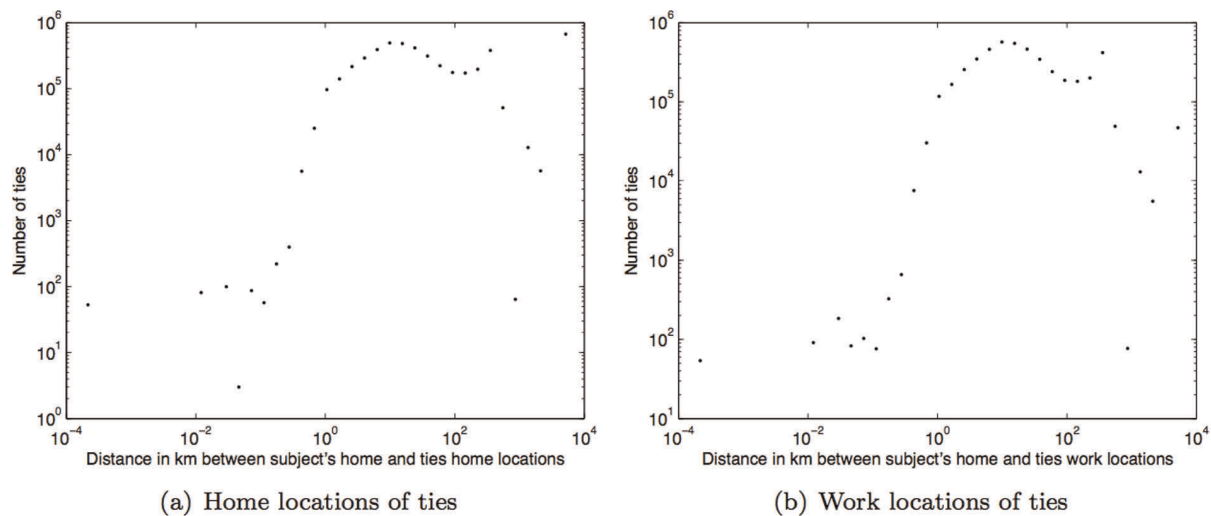 10^6
10^5
10^4
10^3
10^2
10^1
10^0
Number of ties
10^-4 10^-2 10^0 10^2 10^4
Distance in km between subject's home and ties home locations
(a) Home locations of ties
10^6
10^5
10^4
10^3
10^2
10^1
Number of ties
10^-4 10^-2 10^0 10^2 10^4
Distance in km between subject's home and ties work locations
(b) Work locations of ties